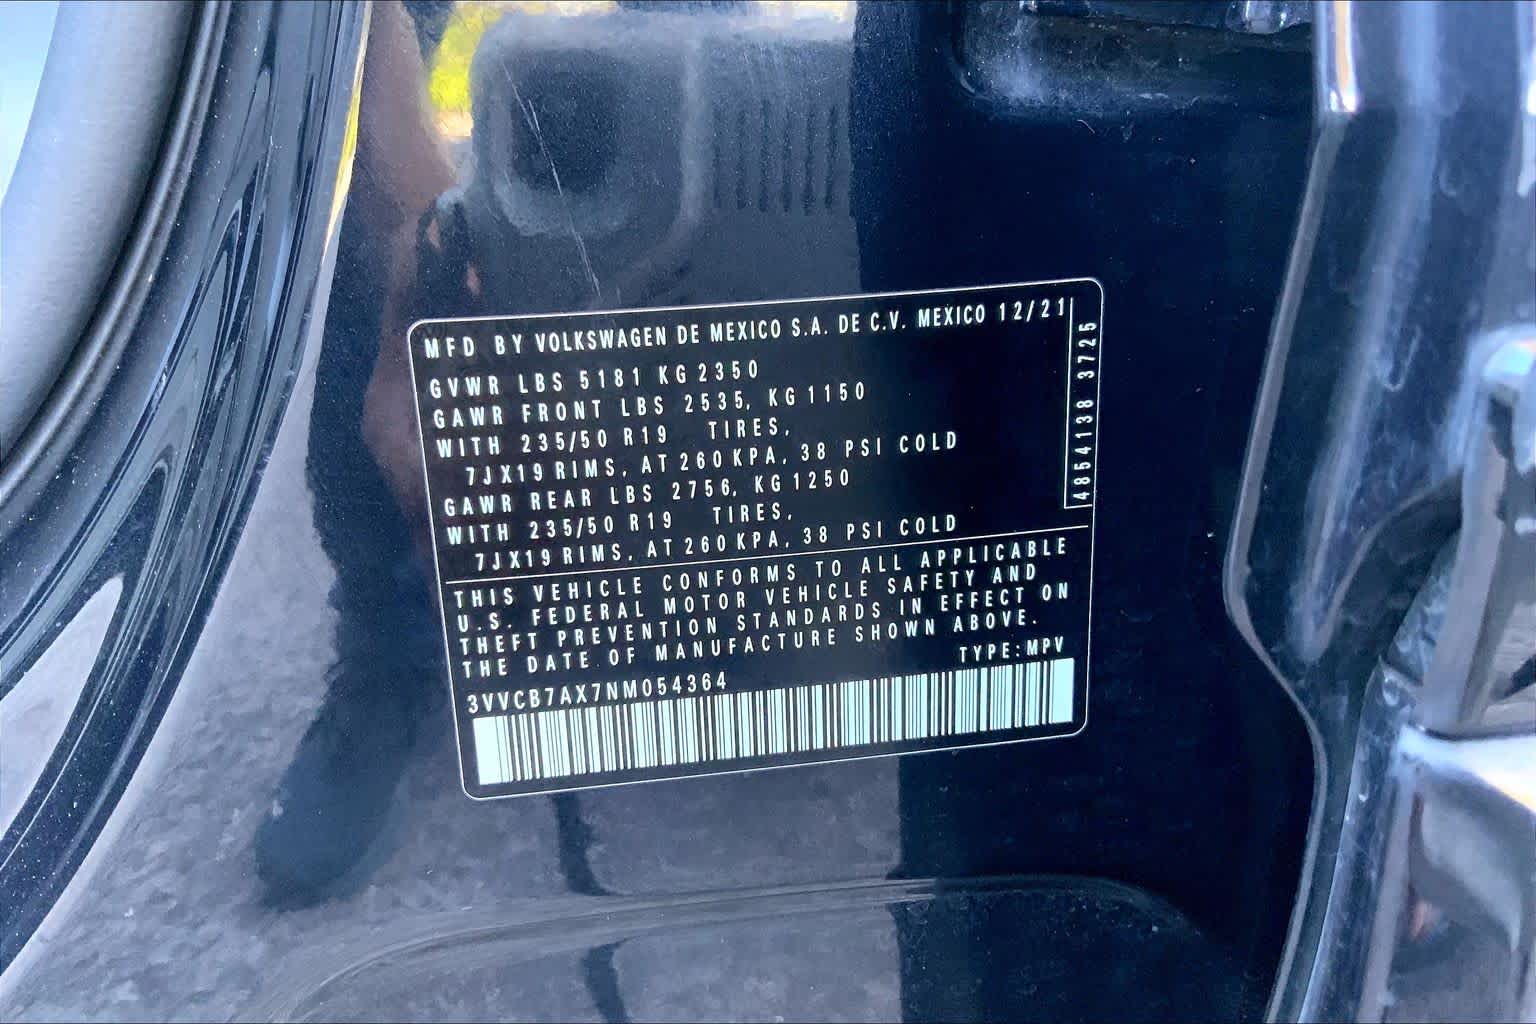 MFD BY VOLKSWAGEN DE MEXICO S.A. DE C.V. MEXICO 12/21
GVWR LBS 5181 KG 2350
GAWR FRONT LBS 2535, KG 1150
WITH 235/50 R19 TIRES,
7JX19 RIMS, AT 260 KPA, 38 PSI COLD
GAWR REAR LBS 2756, KG 1250
WITH 235/50 R19 TIRES,
7JX19 RIMS, AT 260 KPA, 38 PSI COLD
4854138 3725
THIS VEHICLE CONFORMS TO ALL APPLICABLE
U.S. FEDERAL MOTOR VEHICLE SAFETY AND
THEFT PREVENTION STANDARDS IN EFFECT ON
THE DATE OF MANUFACTURE SHOWN ABOVE.
TYPE: MPV
3VVCB7AX7NM054364